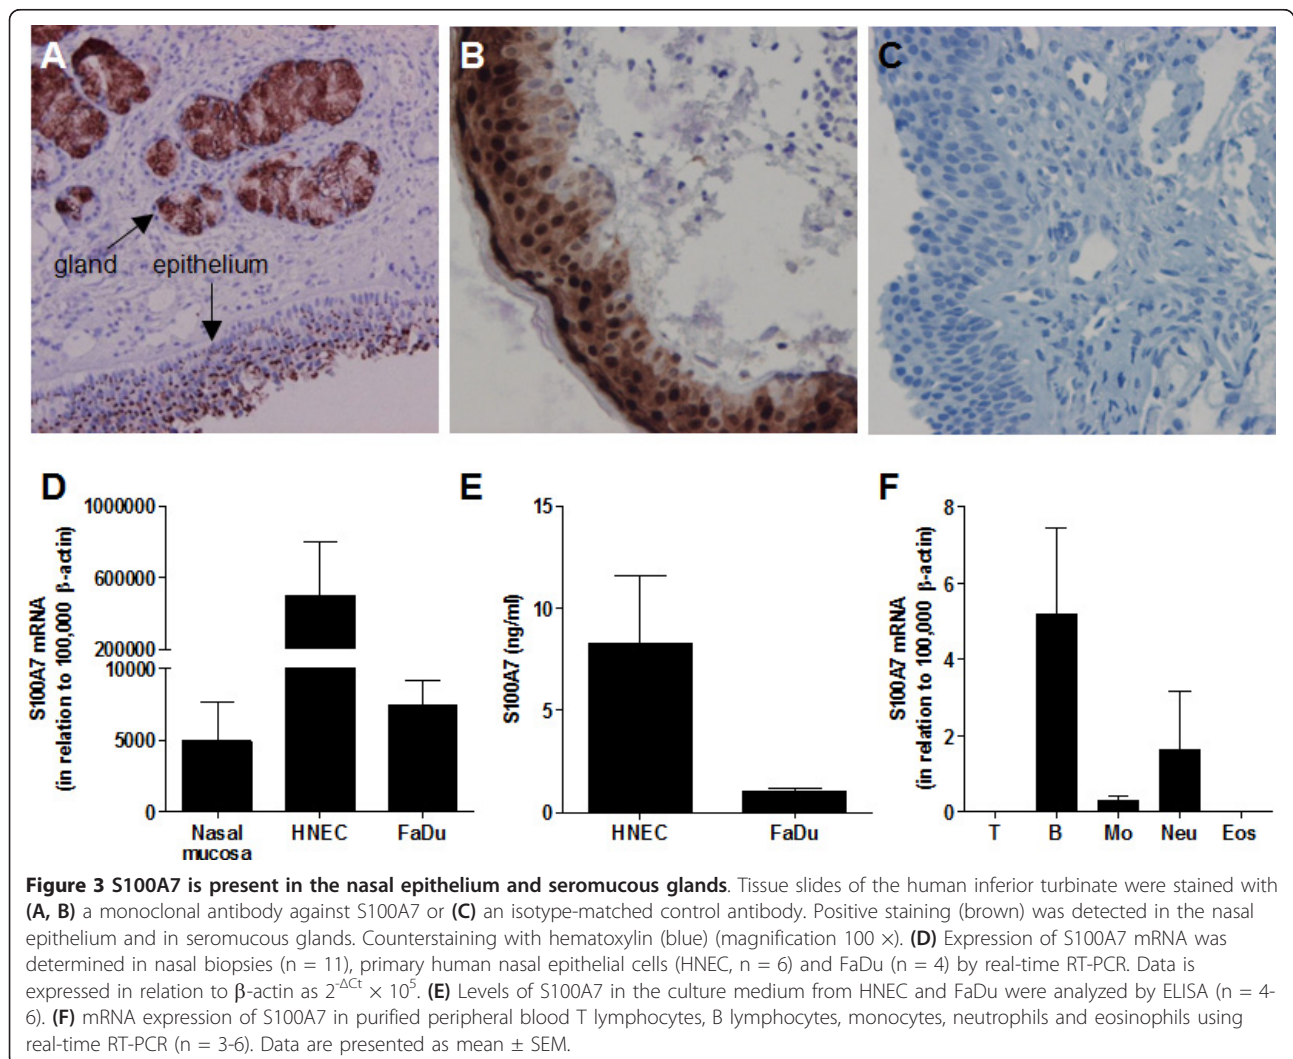 A
B
C
gland
epithelium
D
S100A7 mRNA
(in relation to 100,000 β-actin)
1000000
600000
200000
10000
5000
0
Nasal
mucosa
HNEC
FaDu
E
S100A7 (ng/ml)
15
10
5
0
HNEC
FaDu
F
S100A7 mRNA
(in relation to 100,000 β-actin)
8
6
4
2
0
T
B
Mo
Neu
Eos
Figure 3 S100A7 is present in the nasal epithelium and seromucous glands. Tissue slides of the human inferior turbinate were stained with
(A, B) a monoclonal antibody against S100A7 or (C) an isotype-matched control antibody. Positive staining (brown) was detected in the nasal
epithelium and in seromucous glands. Counterstaining with hematoxylin (blue) (magnification 100 ×). (D) Expression of S100A7 mRNA was
determined in nasal biopsies (n = 11), primary human nasal epithelial cells (HNEC, n = 6) and FaDu (n = 4) by real-time RT-PCR. Data is
expressed in relation to β-actin as 2^-ΔCt × 10^5. (E) Levels of S100A7 in the culture medium from HNEC and FaDu were analyzed by ELISA (n = 4-
6). (F) mRNA expression of S100A7 in purified peripheral blood T lymphocytes, B lymphocytes, monocytes, neutrophils and eosinophils using
real-time RT-PCR (n = 3-6). Data are presented as mean ± SEM.